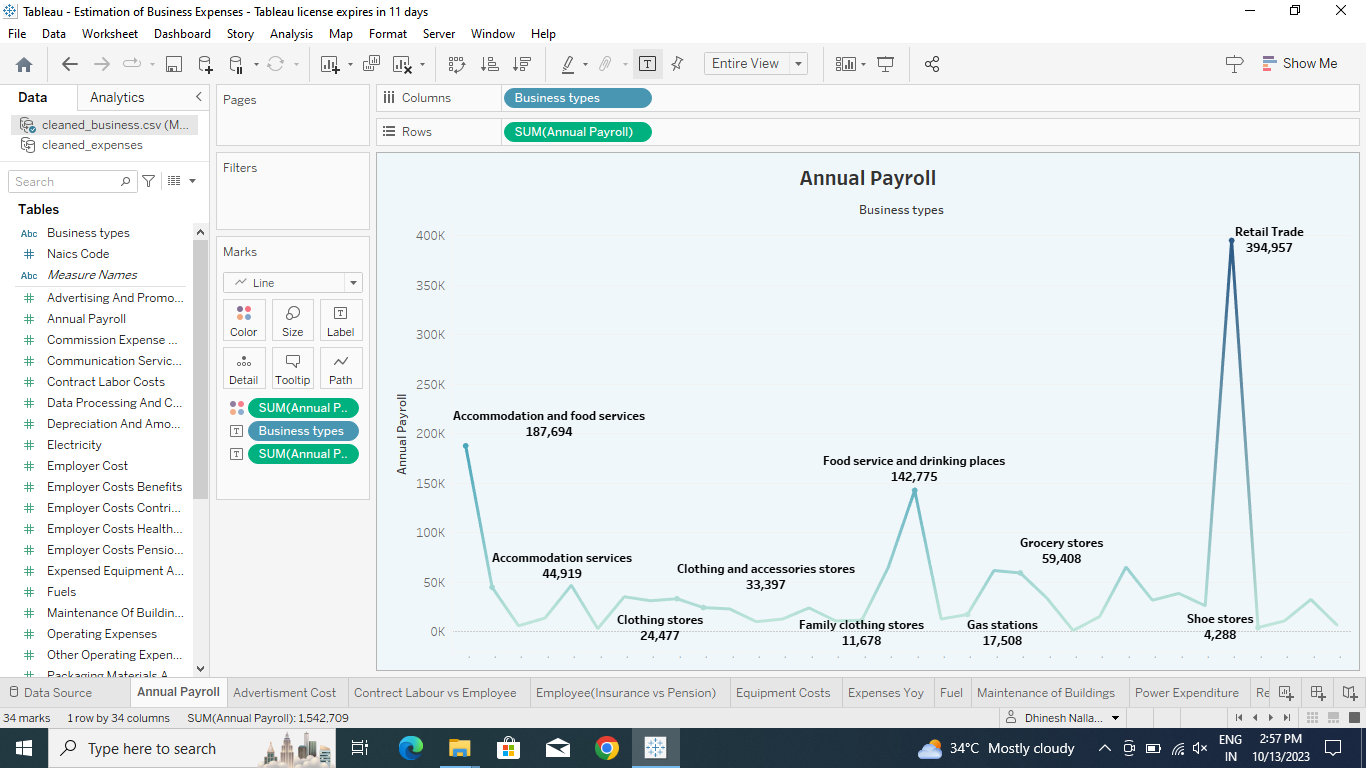 Tableau - Estimation of Business Expenses - Tableau license expires in 11 days
File Data Worksheet Dashboard Story Analysis Map Format Server Window Help
Entire View
Show Me
Data Analytics
cleaned_business.csv (M...
cleaned_expenses
Search
Tables
Abc Business types
# Naics Code
Abc Measure Names
# Advertising And Promo...
# Annual Payroll
# Commission Expense ...
# Communication Servic...
# Contract Labor Costs
# Data Processing And C...
# Depreciation And Amo...
# Electricity
# Employer Cost
# Employer Costs Benefits
# Employer Costs Contri...
# Employer Costs Health...
# Employer Costs Pensio...
# Expensed Equipment A...
# Fuels
# Maintenance Of Buildin...
# Operating Expenses
# Other Operating Expen...
# Packaging Materials A...
Pages
Filters
Marks
Line
Color Size Label
Detail Tooltip Path
SUM(Annual P..
Business types
SUM(Annual P..
Columns Business types
Rows SUM(Annual Payroll)
Annual Payroll
Business types
Annual Payroll
400K
350K
300K
250K
200K
150K
100K
50K
0K
Retail Trade
394,957
Accommodation and food services
187,694
Food service and drinking places
142,775
Grocery stores
59,408
Accommodation services
44,919
Clothing and accessories stores
33,397
Clothing stores
24,477
Family clothing stores
11,678
Gas stations
17,508
Shoe stores
4,288
Data Source Annual Payroll Advertisment Cost Contrect Labour vs Employee Employee(Insurance vs Pension) Equipment Costs Expenses Yoy Fuel Maintenance of Buildings Power Expenditure Re
34 marks 1 row by 34 columns SUM(Annual Payroll): 1,542,709
Dhinesh Nalla...
Type here to search
34°C Mostly cloudy
ENG
IN
2:57 PM
10/13/2023